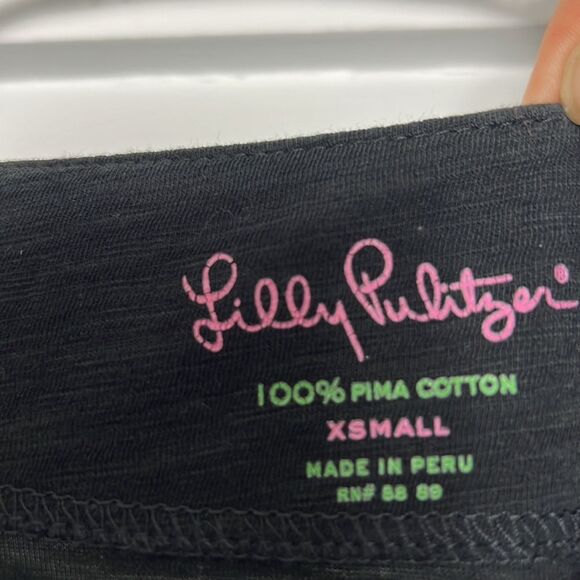 Lilly Pulitzer®
100% PIMA COTTON
XSMALL
MADE IN PERU
RN# 88 89